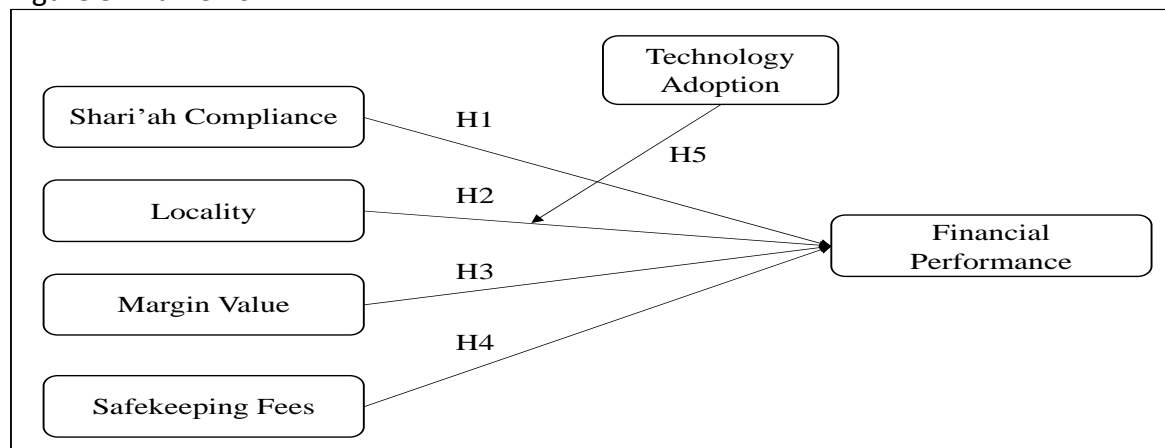 Technology
Adoption
Shari’ah Compliance
H1
H5
Locality
H2
Financial
Performance
Margin Value
H3
H4
Safekeeping Fees